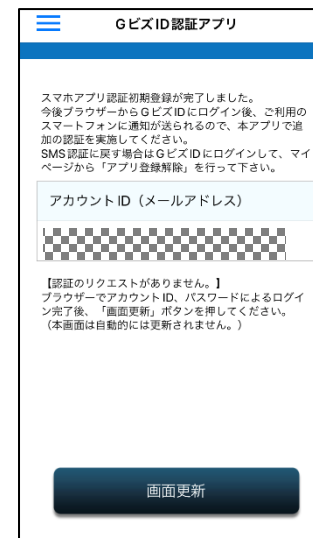 GビズID認証アプリ
スマホアプリ認証初期登録が完了しました。
今後ブラウザーからGビズIDにログイン後、ご利用の
スマートフォンに通知が送られるので、本アプリで追
加の認証を実施してください。
SMS認証に戻す場合はGビズIDにログインして、マイ
ページから「アプリ登録解除」を行って下さい。
アカウントID（メールアドレス）
【認証のリクエストがありません。】
ブラウザーでアカウントID、パスワードによるログイ
ン完了後、「画面更新」ボタンを押してください。
（本画面は自動的には更新されません。）
画面更新